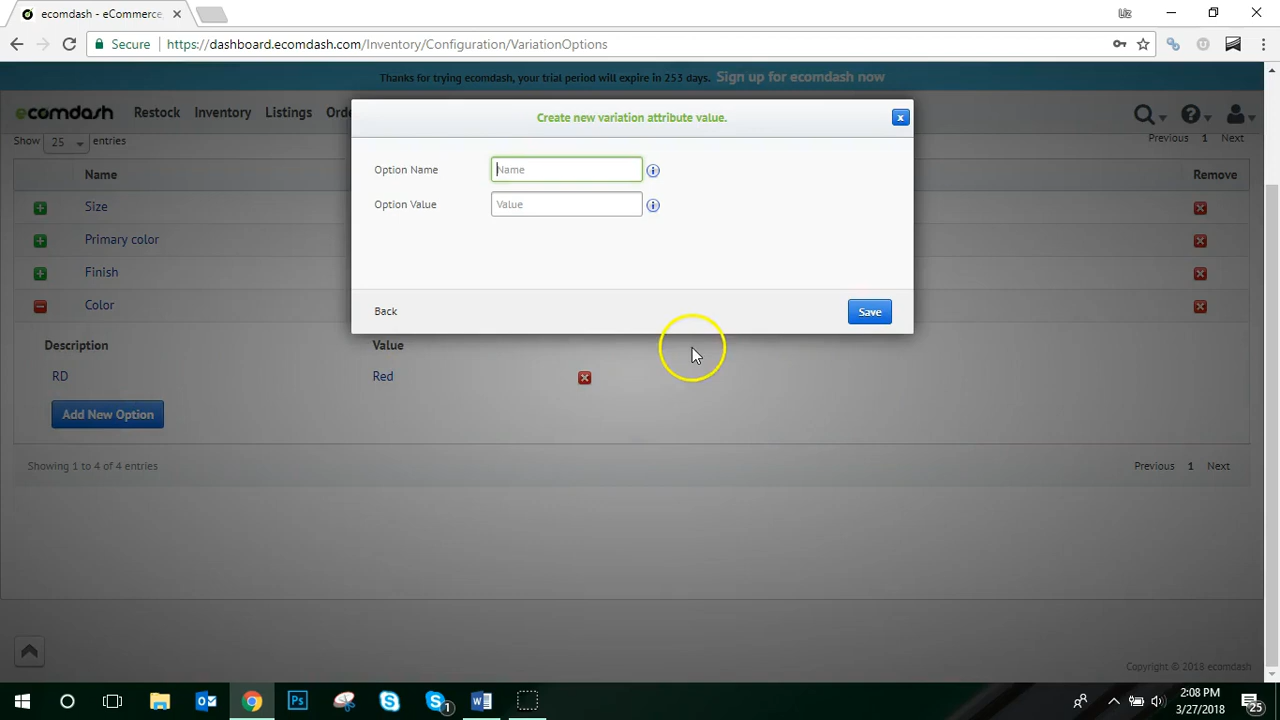 ecomdash - eCommerce
Liz
Secure
https://dashboard.ecomdash.com/Inventory/Configuration/VariationOptions
Thanks for trying ecomdash, your trial period will expire in 253 days. Sign up for ecomdash now
ecomdash Restock Inventory Listings Ord
Create new variation attribute value.
x
Show 25 entries
Previous 1 Next
Option Name Name
Name Remove
Option Value Value
Size
Primary color
Finish
Color
Back Save
Description Value
RD Red
Add New Option
Showing 1 to 4 of 4 entries
Previous 1 Next
Copyright © 2018 ecomdash
2:08 PM
3/27/2018
Ps
1
25